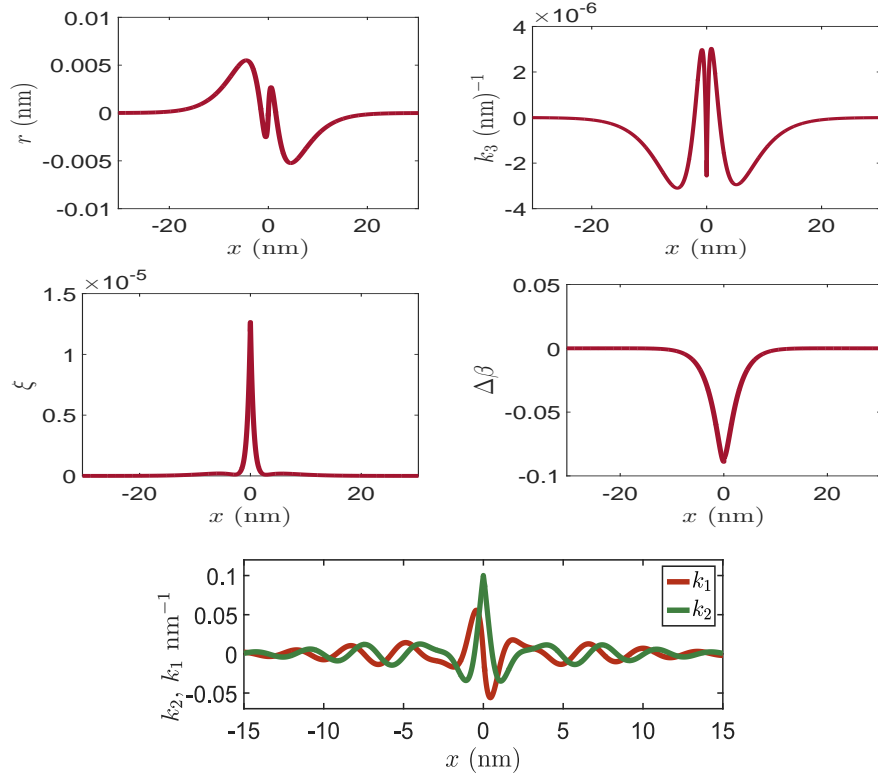 0.01
0.005
0
-0.005
-0.01
r (nm)
-20 0 20
x (nm)
×10-6
4
2
0
-2
-4
k3 (nm)−1
-20 0 20
x (nm)
×10-5
1.5
1
0.5
0
ξ
-20 0 20
x (nm)
0.05
0
-0.05
-0.1
Δβ
-20 0 20
x (nm)
0.1
0.05
0
-0.05
k2, k1 nm−1
k1
k2
-15 -10 -5 0 5 10 15
x (nm)